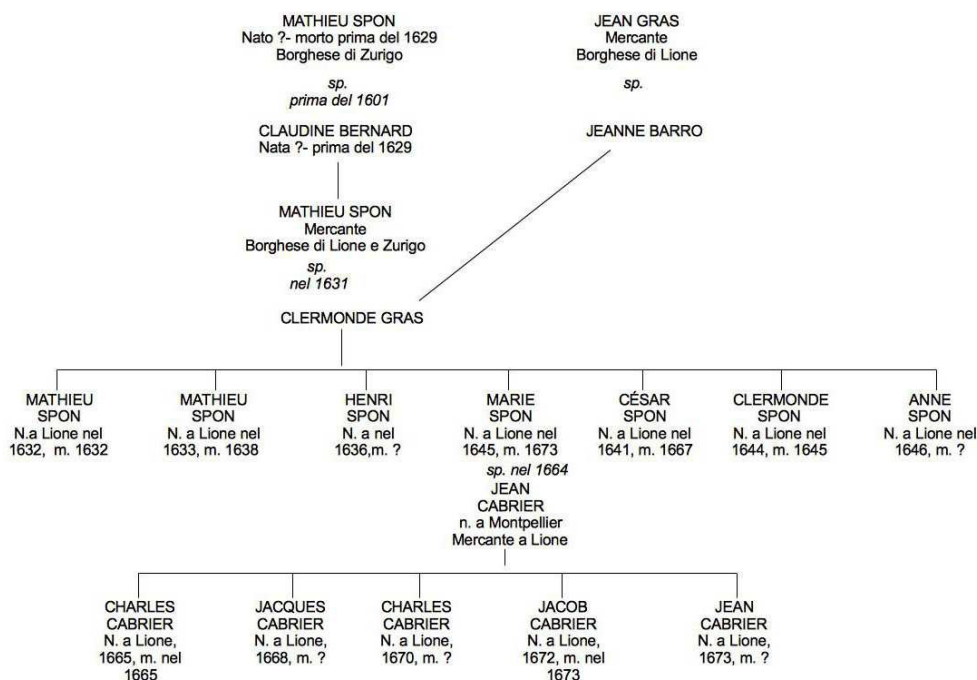 MATHIEU SPON
Nato ?- morto prima del 1629
Borghese di Zurigo
sp.
prima del 1601
CLAUDINE BERNARD
Nata ?- prima del 1629
JEAN GRAS
Mercante
Borghese di Lione
sp.
JEANNE BARRO
MATHIEU SPON
Mercante
Borghese di Lione e Zurigo
sp.
nel 1631
CLERMONDE GRAS
MATHIEU
SPON
N. a Lione nel
1632, m. 1632
MATHIEU
SPON
N. a Lione nel
1633, m. 1638
HENRI
SPON
N. a nel
1636,m. ?
MARIE
SPON
N. a Lione nel
1645, m. 1673
sp. nel 1664
JEAN
CABRIER
n. a Montpellier
Mercante a Lione
CÉSAR
SPON
N. a Lione nel
1641, m. 1667
CLERMONDE
SPON
N. a Lione nel
1644, m. 1645
ANNE
SPON
N. a Lione nel
1646, m. ?
CHARLES
CABRIER
N. a Lione,
1665, m. nel
1665
JACQUES
CABRIER
N. a Lione,
1668, m. ?
CHARLES
CABRIER
N. a Lione,
1670, m. ?
JACOB
CABRIER
N. a Lione,
1672, m. nel
1673
JEAN
CABRIER
N. a Lione,
1673, m. ?